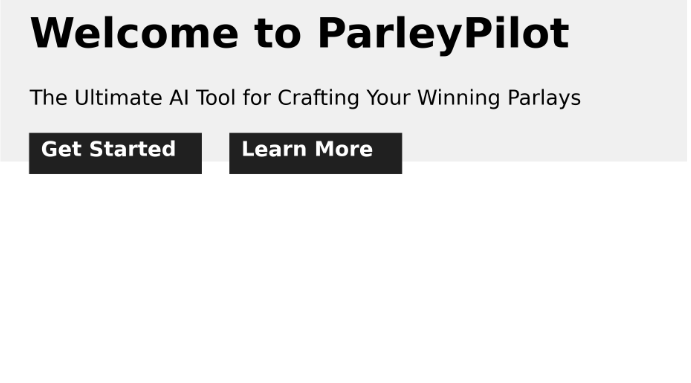 Welcome to ParleyPilot
The Ultimate AI Tool for Crafting Your Winning Parlays
Get Started
Learn More